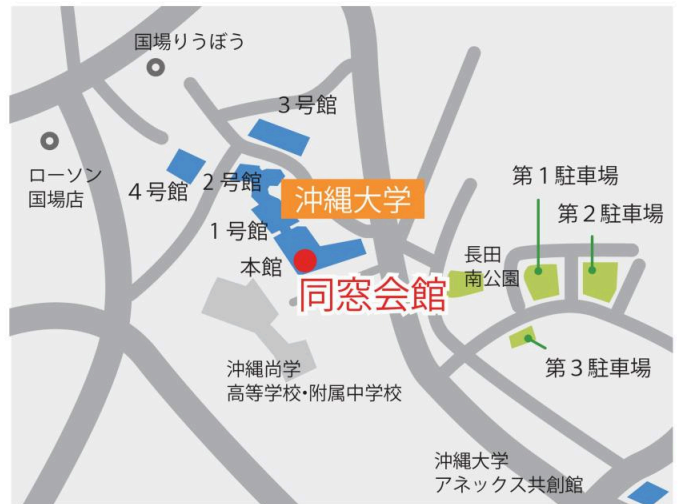 国場りうぼう
3号館
ローソン
国場店
4号館
2号館
沖縄大学
第1駐車場
第2駐車場
1号館
本館
長田
南公園
同窓会館
沖縄尚学
高等学校・附属中学校
第3駐車場
沖縄大学
アネックス共創館